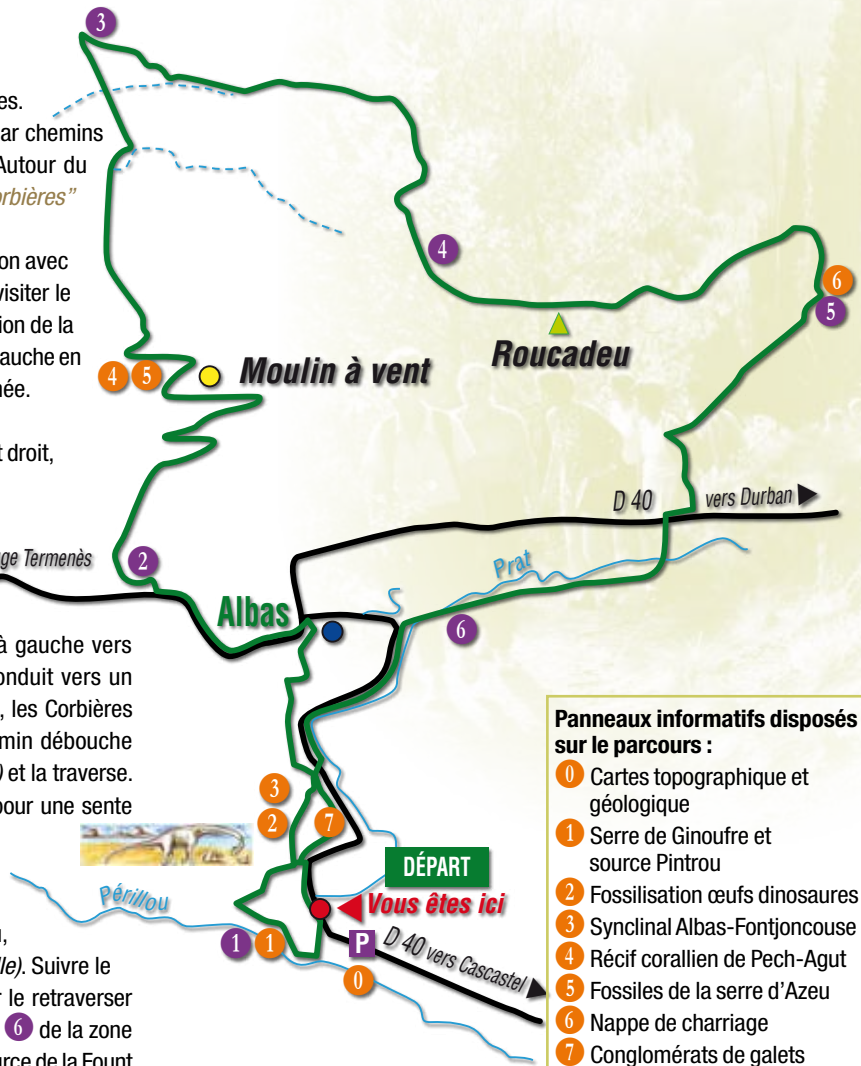 3
es.
ar chemins
Autour du
orbières”
on avec
visiter le
ion de la
auche en
née.
t droit,
4
6
5
4 5
Moulin à vent
Roucadeu
D 40
vers Durban
ge Termenès
2
Prat
Albas
6
à gauche vers
onduit vers un
, les Corbières
min débouche
) et la traverse.
pour une sente
3
2
7
DÉPART
Vous êtes ici
Périllou
1 1
P
D 40 vers Cascastel
0
,
lle). Suivre le
r le retraverser
6 de la zone
urce de la Fount
Panneaux informatifs disposés
sur le parcours :
0 Cartes topographique et
géologique
1 Serre de Ginoufre et
source Pintrou
2 Fossilisation œufs dinosaures
3 Synclinal Albas-Fontjoncouse
4 Récif corallien de Pech-Agut
5 Fossiles de la serre d’Azeu
6 Nappe de charriage
7 Conglomérats de galets